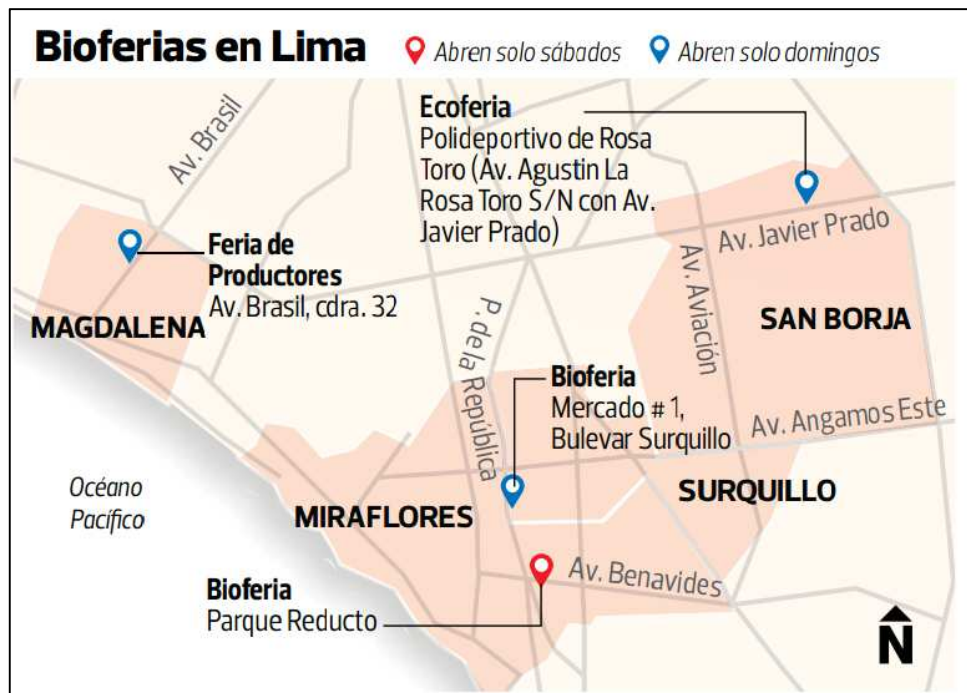 Bioferias en Lima
Abren solo sábados
Abren solo domingos
Av. Brasil
Ecoferia
Polideportivo de Rosa
Toro (Av. Agustin La
Rosa Toro S/N con Av.
Javier Prado)
Av. Javier Prado
Feria de
Productores
Av. Brasil, cdra. 32
MAGDALENA
Av. Aviación
SAN BORJA
P. de la República
Bioferia
Mercado # 1,
Bulevar Surquillo
Av. Angamos Este
Océano
Pacífico
MIRAFLORES
SURQUILLO
Av. Benavides
Bioferia
Parque Reducto
N